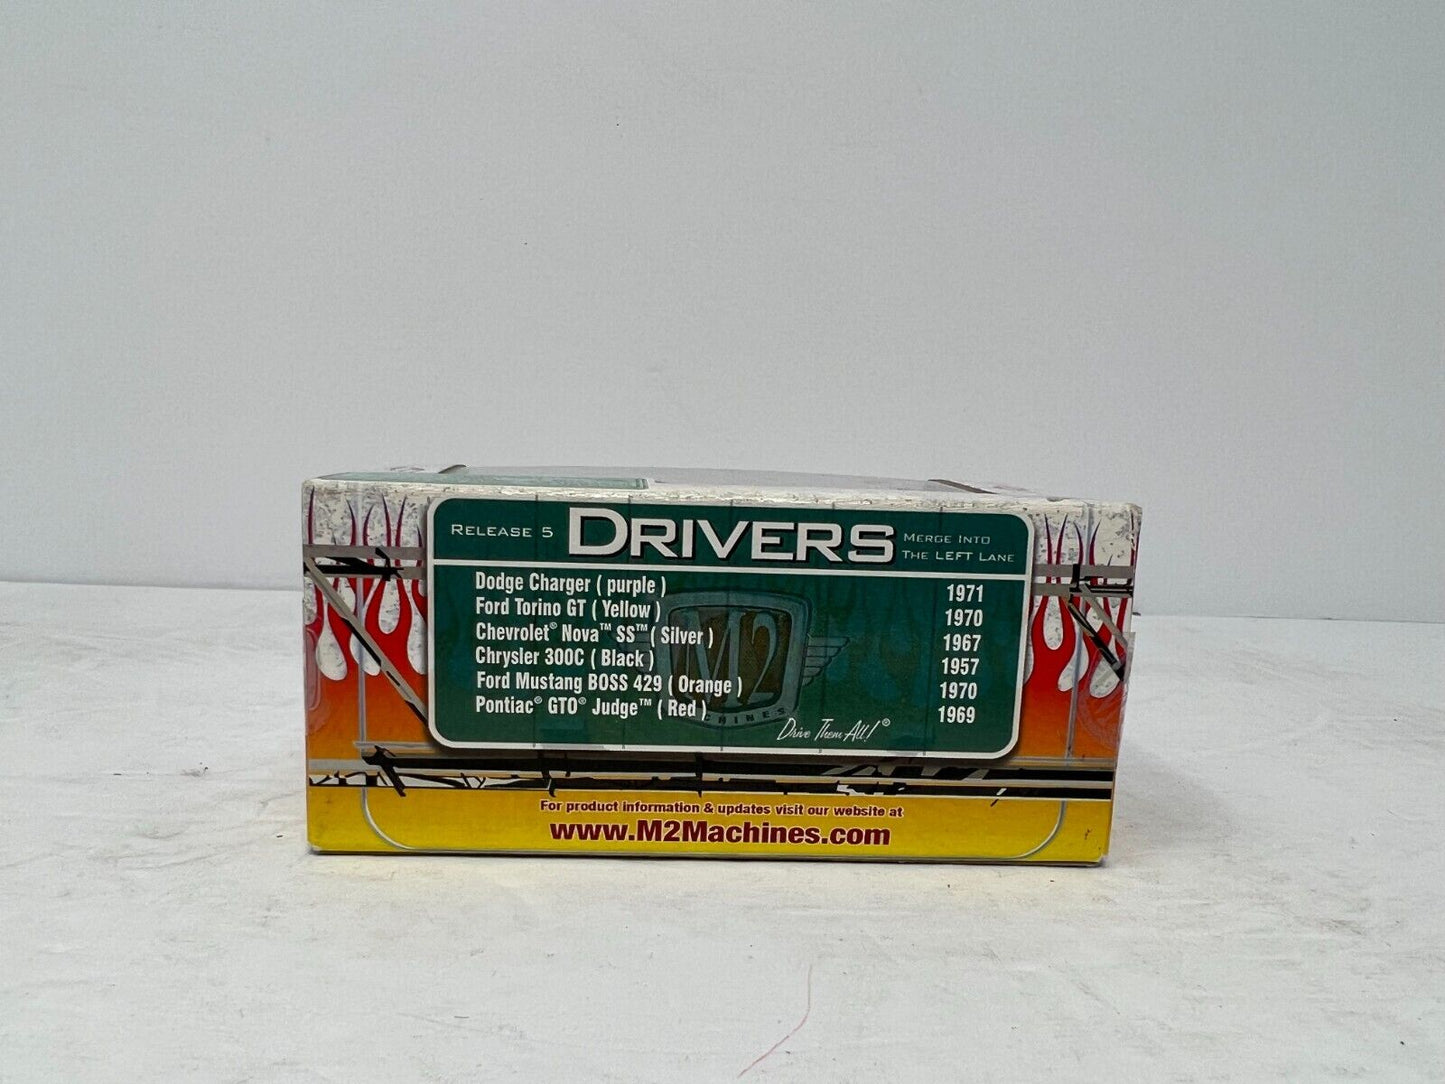 RELEASE 5 DRIVERS MERGE INTO
THE LEFT LANE
Dodge Charger ( purple ) 1971
Ford Torino GT ( Yellow ) 1970
Chevrolet® Nova™ SS™ ( Silver ) 1967
Chrysler 300C ( Black ) 1957
Ford Mustang BOSS 429 ( Orange ) 1970
Pontiac® GTO® Judge™ ( Red ) 1969
M2
CHINES
Drive Them All!®
For product information & updates visit our website at
www.M2Machines.com